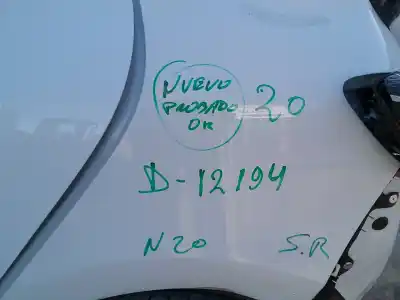 NUEVO
PROBADO 20
OK
D-12194
N20 S.R